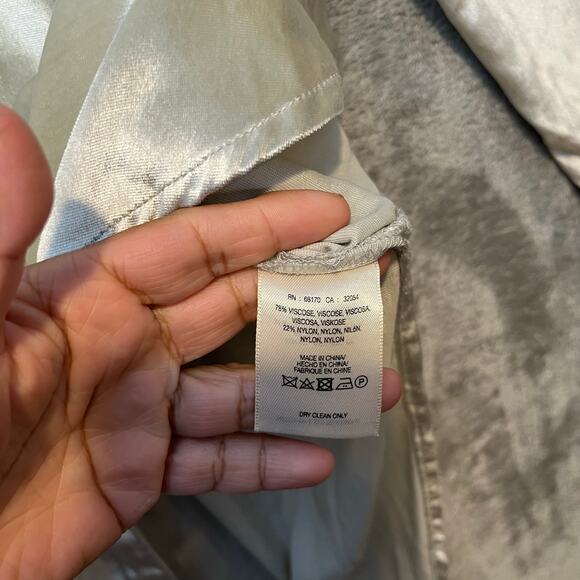 RN : 66170 CA : 32054
78% VISCOSE, VISCOSE, VISCOSA,
VISCOSA, VISKOSE
22% NYLON, NYLON, NILÓN,
NYLON, NYLON
MADE IN CHINA/
HECHO EN CHINA/
FABRIQUE EN CHINE
P
DRY CLEAN ONLY